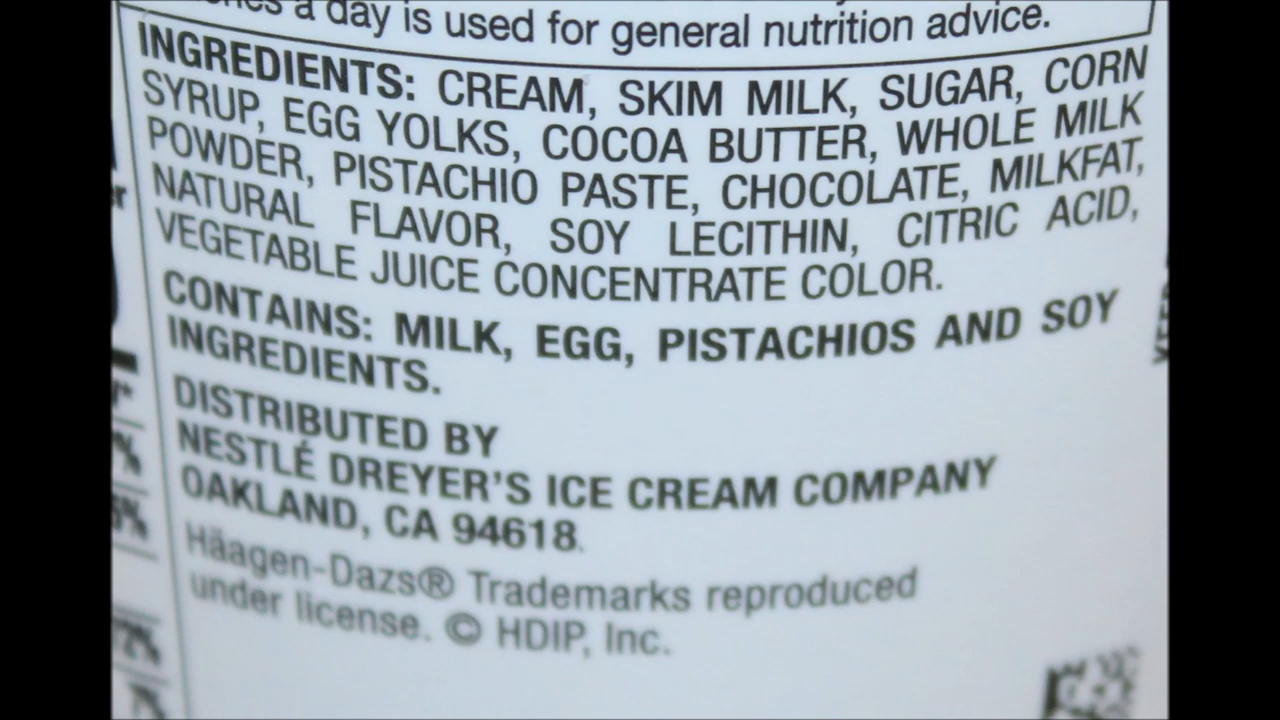 a day is used for general nutrition advice.
INGREDIENTS: CREAM, SKIM MILK, SUGAR, CORN
SYRUP, EGG YOLKS, COCOA BUTTER, WHOLE MILK
POWDER, PISTACHIO PASTE, CHOCOLATE, MILKFAT,
NATURAL FLAVOR, SOY LECITHIN, CITRIC ACID,
VEGETABLE JUICE CONCENTRATE COLOR.
CONTAINS: MILK, EGG, PISTACHIOS AND SOY
INGREDIENTS.
DISTRIBUTED BY
NESTLÉ DREYER'S ICE CREAM COMPANY
OAKLAND, CA 94618.
Häagen-Dazs® Trademarks reproduced
under license. © HDIP, Inc.